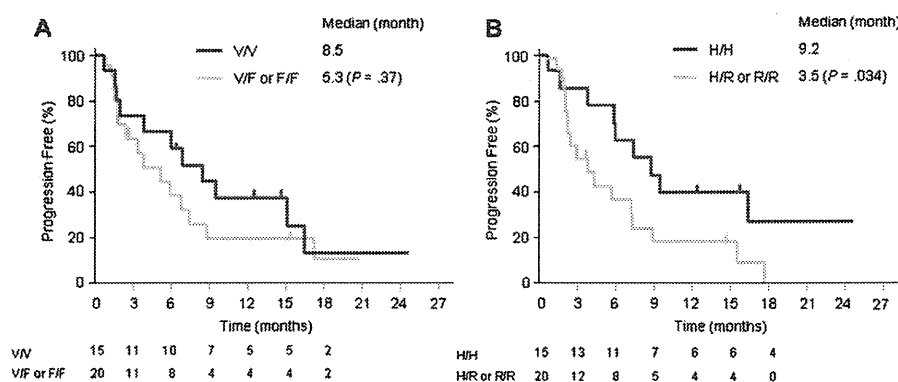 A
Median (month)
V/V 8.5
V/F or F/F 5.3 (P = .37)
Progression-Free (%)
100
80
60
40
20
0
0 3 6 9 12 15 18 21 24 27
Time (months)
V/V 15 11 10 7 5 5 2
V/F or F/F 20 11 8 4 4 4 2
B
Median (month)
H/H 9.2
H/R or R/R 3.5 (P = .034)
Progression Free (%)
100
80
60
40
20
0
0 3 6 9 12 15 18 21 24 27
Time (months)
H/H 15 13 11 7 6 6 4
H/R or R/R 20 12 8 5 4 4 0